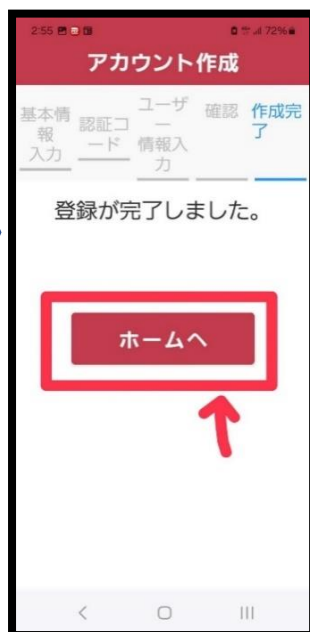 2:55
72%
アカウント作成
基本情
報
入力
認証コ
ード
ユーザ
ー
情報入
力
確認
作成完
了
登録が完了しました。
ホームへ